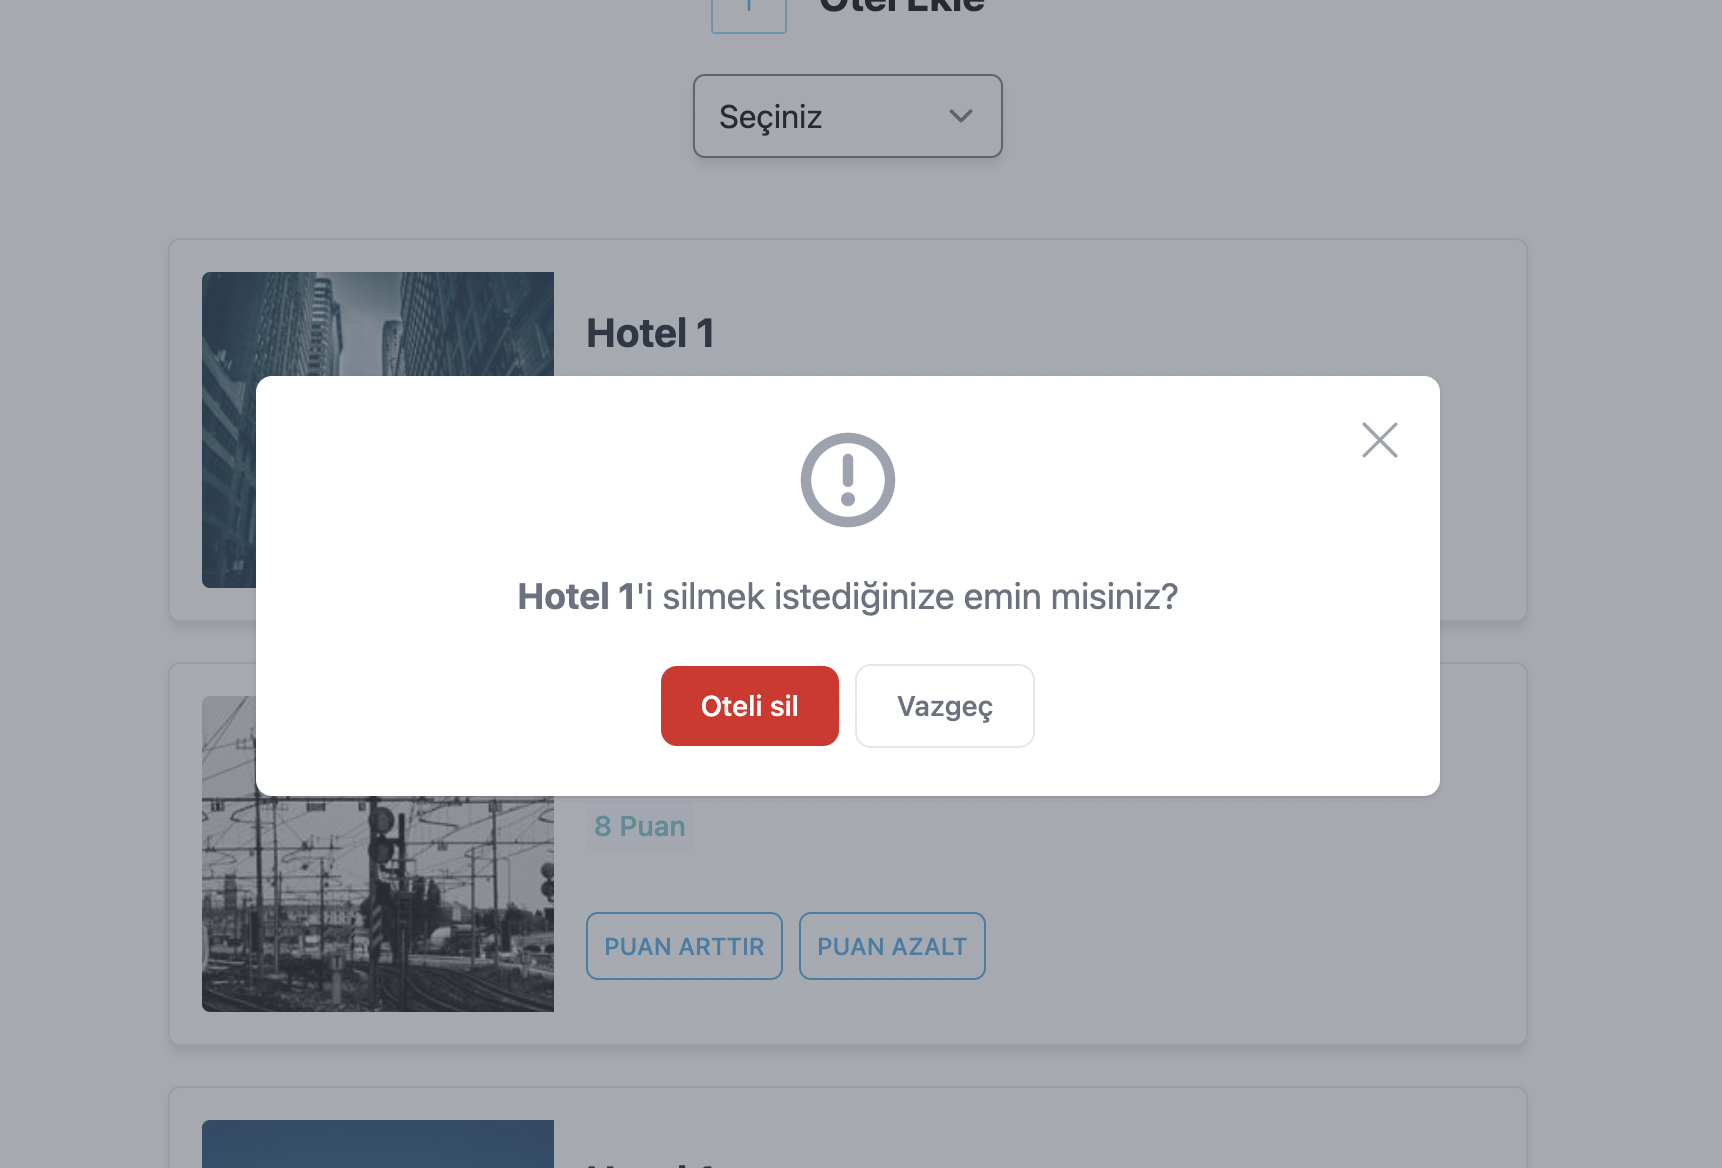 Otel Ekle
Seçiniz
Hotel 1
Hotel 1'i silmek istediğinize emin misiniz?
Oteli sil
Vazgeç
8 Puan
PUAN ARTTIR
PUAN AZALT